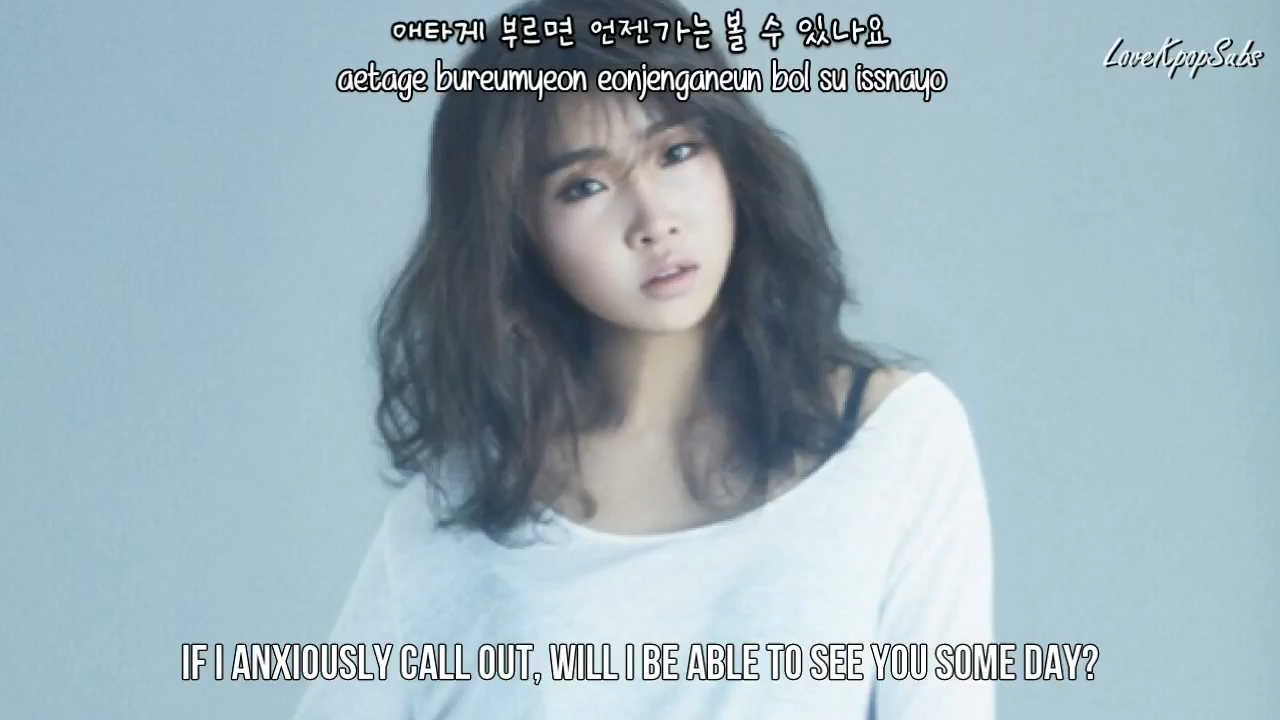 애타게 부르면 언젠가는 볼 수 있나요
aetage bureumyeon eonjenganeun bol su issnayo
LoveKpopSubs
IF I ANXIOUSLY CALL OUT, WILL I BE ABLE TO SEE YOU SOME DAY?